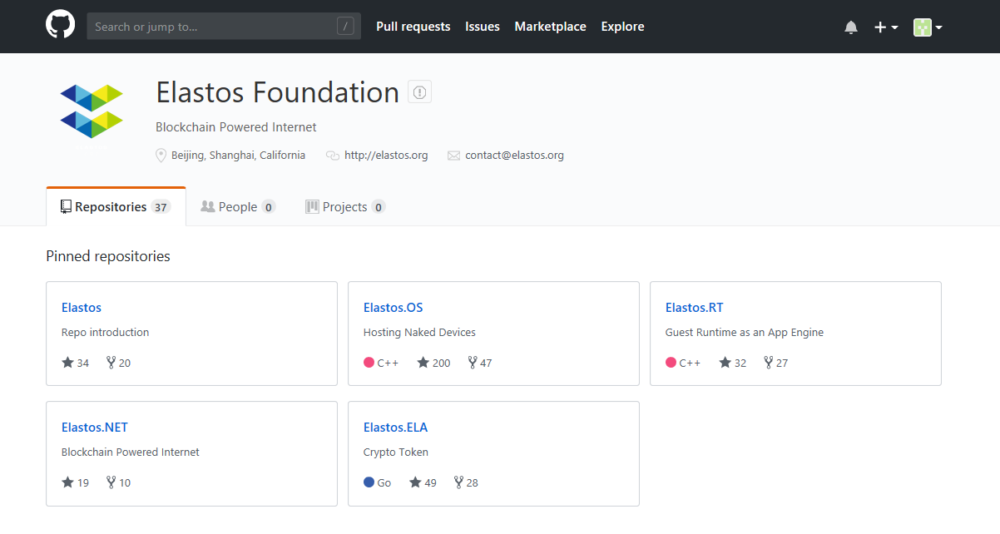 Search or jump to... /
Pull requests Issues Marketplace Explore
Elastos Foundation
Blockchain Powered Internet
Beijing, Shanghai, California http://elastos.org contact@elastos.org
Repositories 37 People 0 Projects 0
Pinned repositories
Elastos
Repo introduction
34 20
Elastos.OS
Hosting Naked Devices
C++ 200 47
Elastos.RT
Guest Runtime as an App Engine
C++ 32 27
Elastos.NET
Blockchain Powered Internet
19 10
Elastos.ELA
Crypto Token
Go 49 28